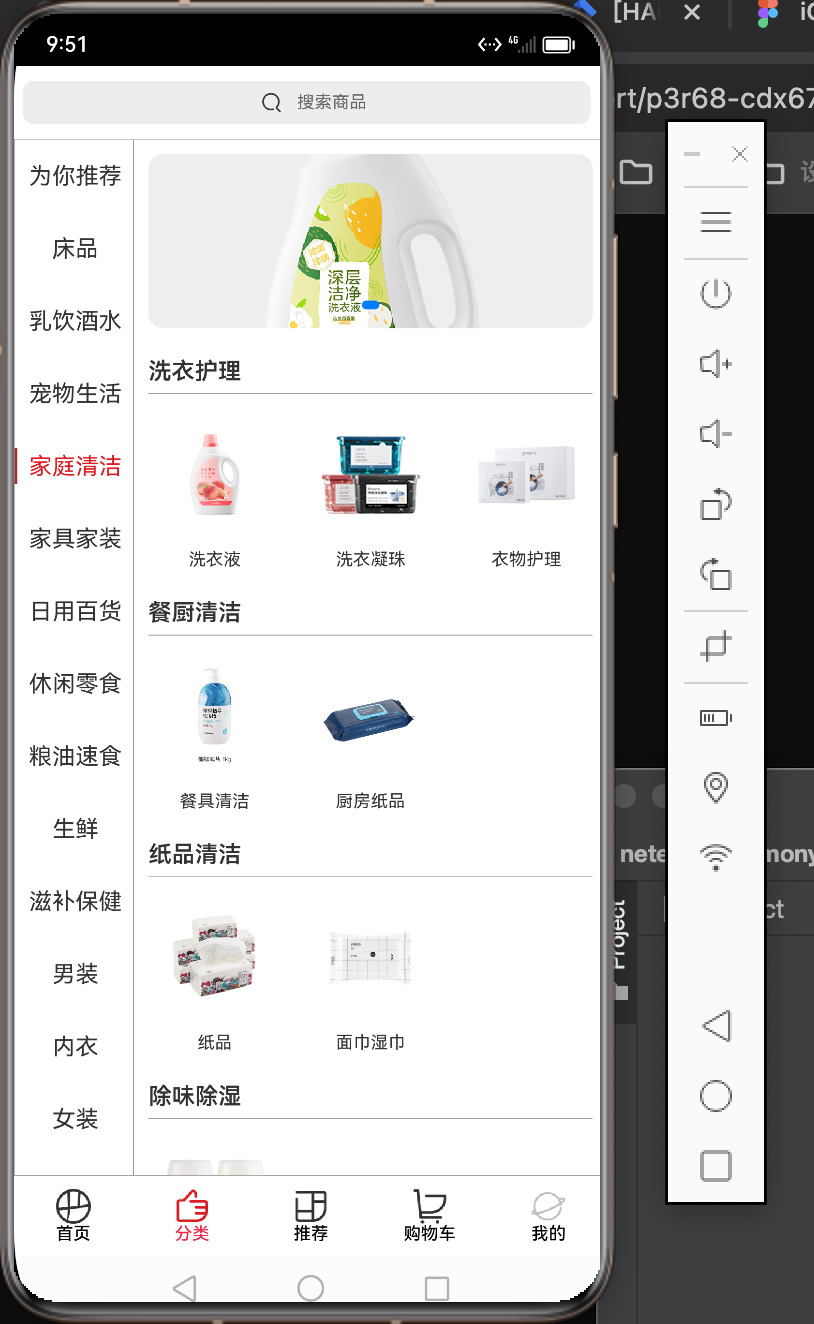 9:51
4G
搜索商品
为你推荐
床品
乳饮酒水
宠物生活
家庭清洁
家具家装
日用百货
休闲零食
粮油速食
生鲜
滋补保健
男装
内衣
女装
深层
洁净
洗衣液
洗衣护理
洗衣液
洗衣凝珠
衣物护理
餐厨清洁
餐具清洁
厨房纸品
纸品清洁
纸品
面巾湿巾
除味除湿
首页
分类
推荐
购物车
我的
[HA
rt/p3r68-cdx67
nete
mony
ct
Project